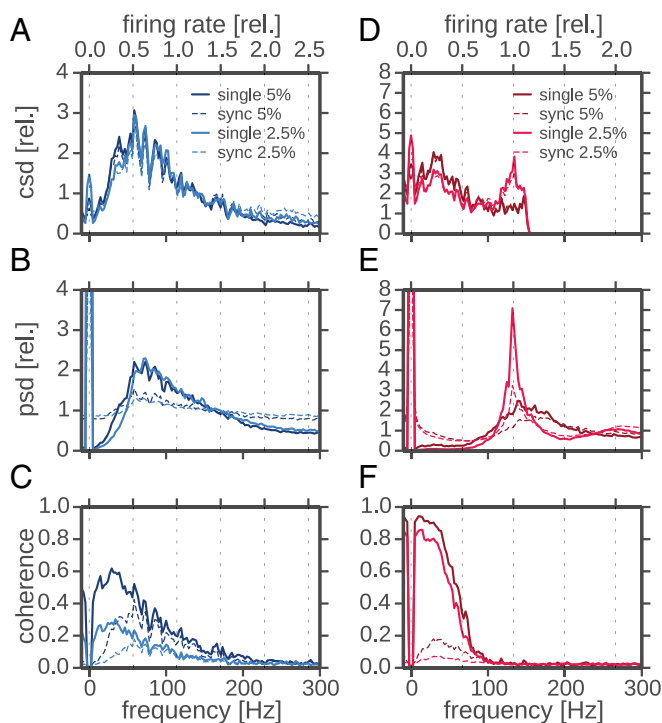 A
firing rate [rel.]
0.0 0.5 1.0 1.5 2.0 2.5
csd [rel.]
4
3
2
1
0
single 5%
sync 5%
single 2.5%
sync 2.5%
D
firing rate [rel.]
0.0 0.5 1.0 1.5 2.0
8
7
6
5
4
3
2
1
0
single 5%
sync 5%
single 2.5%
sync 2.5%
B
psd [rel.]
4
3
2
1
0
E
8
7
6
5
4
3
2
1
0
C
coherence
1.0
0.8
0.6
0.4
0.2
0.0
0 50 100 150 200 250 300
frequency [Hz]
F
1.0
0.8
0.6
0.4
0.2
0.0
0 50 100 150 200 250 300
frequency [Hz]